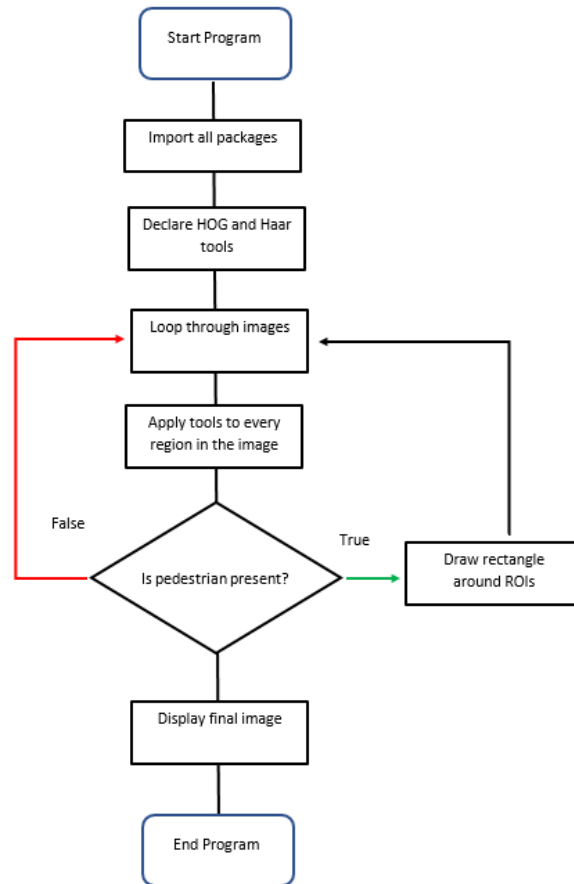 Start Program
Import all packages
Declare HOG and Haar
tools
Loop through images
Apply tools to every
region in the image
False
True
Is pedestrian present?
Draw rectangle
around ROIs
Display final image
End Program